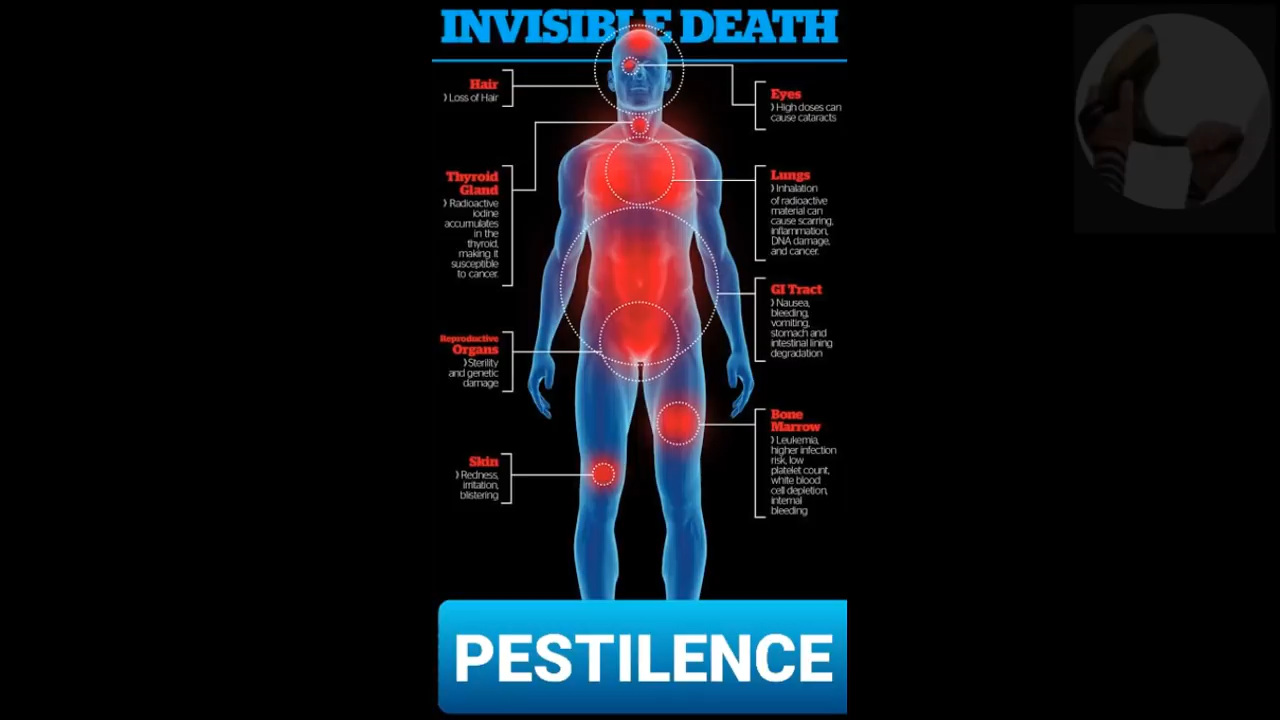 INVISIBLE DEATH
Hair
⟩ Loss of Hair
Thyroid
Gland
⟩ Radioactive
iodine
accumulates
in the
thyroid,
making it
susceptible
to cancer.
Reproductive
Organs
⟩ Sterility
and genetic
damage
Skin
⟩ Redness,
irritation,
blistering
Eyes
⟩ High doses can
cause cataracts
Lungs
⟩ Inhalation
of radioactive
material can
cause scarring,
inflammation,
DNA damage,
and cancer.
GI Tract
⟩ Nausea,
bleeding,
vomiting,
stomach and
intestinal lining
degradation
Bone
Marrow
⟩ Leukemia,
higher infection
risk, low
platelet count,
white blood
cell depletion,
internal
bleeding
PESTILENCE